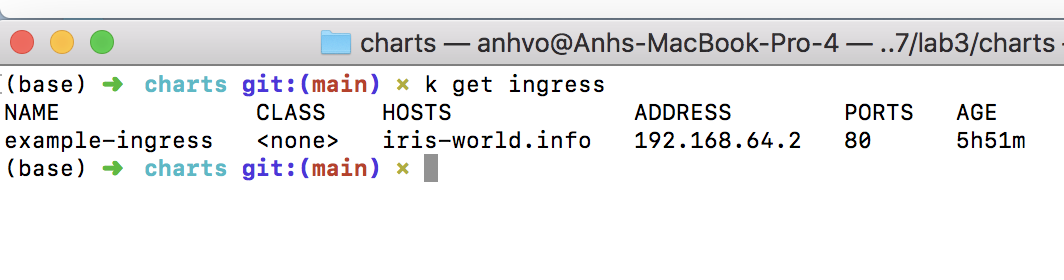 charts — anhvo@Anhs-MacBook-Pro-4 — ..7/lab3/charts
(base) ➜ charts git:(main) ✗ k get ingress
NAME CLASS HOSTS ADDRESS PORTS AGE
example-ingress <none> iris-world.info 192.168.64.2 80 5h51m
(base) ➜ charts git:(main) ✗